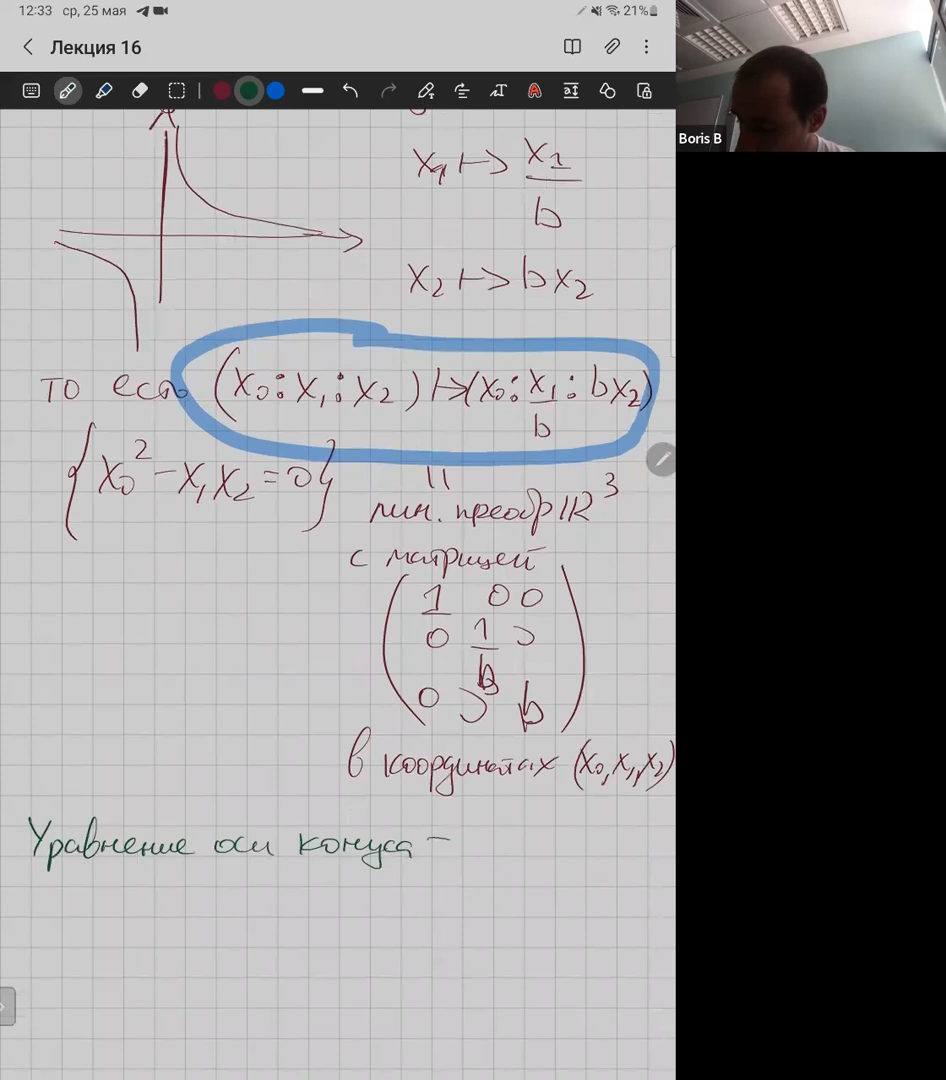 12:33 ср, 25 мая 21%
Лекция 16
Boris B
x₁ ↦ x₁/b
x₂ ↦ bx₂
то есть (x₀:x₁:x₂) ↦ (x₀: x₁/b : bx₂)
{x₀² − x₁x₂ = 0}
лин. преобр ℝ³
с матрицей
1 0 0
0 1/b 0
0 0 b
в координатах (x₀, x₁, x₂)
Уравнение оси конуса −